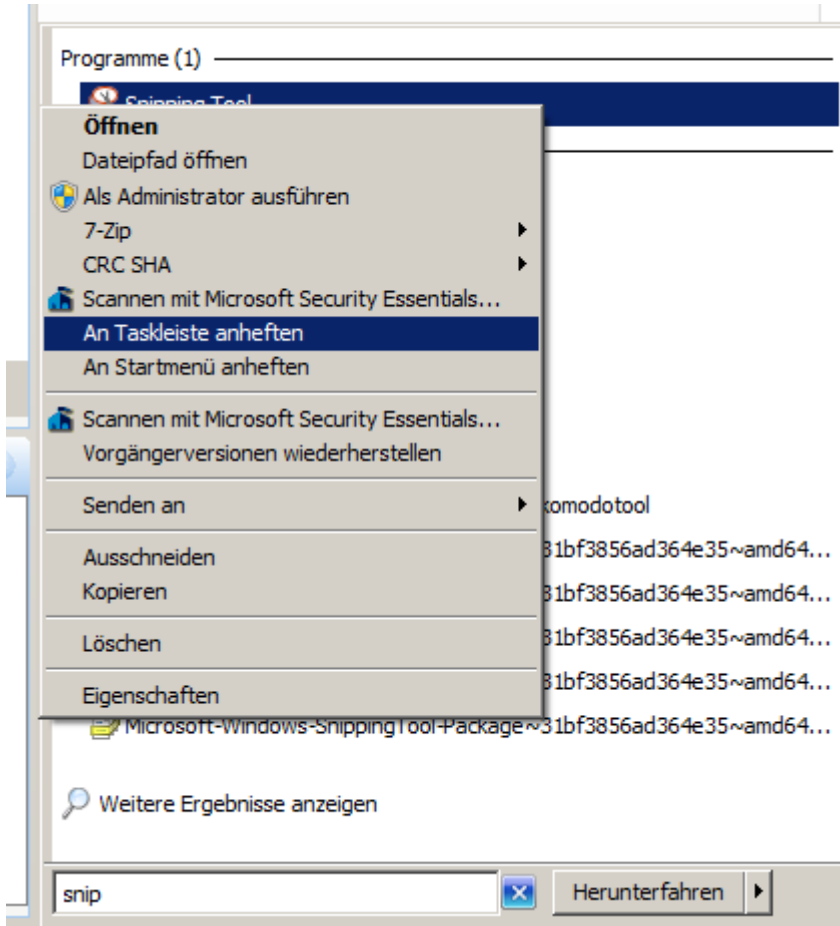 Programme (1)
Snipping Tool
Öffnen
Dateipfad öffnen
Als Administrator ausführen
7-Zip
CRC SHA
Scannen mit Microsoft Security Essentials...
An Taskleiste anheften
An Startmenü anheften
Scannen mit Microsoft Security Essentials...
Vorgängerversionen wiederherstellen
Senden an
komodotool
Ausschneiden
31bf3856ad364e35~amd64...
Kopieren
31bf3856ad364e35~amd64...
Löschen
31bf3856ad364e35~amd64...
Eigenschaften
31bf3856ad364e35~amd64...
Microsoft-Windows-SnippingTool-Package~31bf3856ad364e35~amd64...
Weitere Ergebnisse anzeigen
snip
Herunterfahren